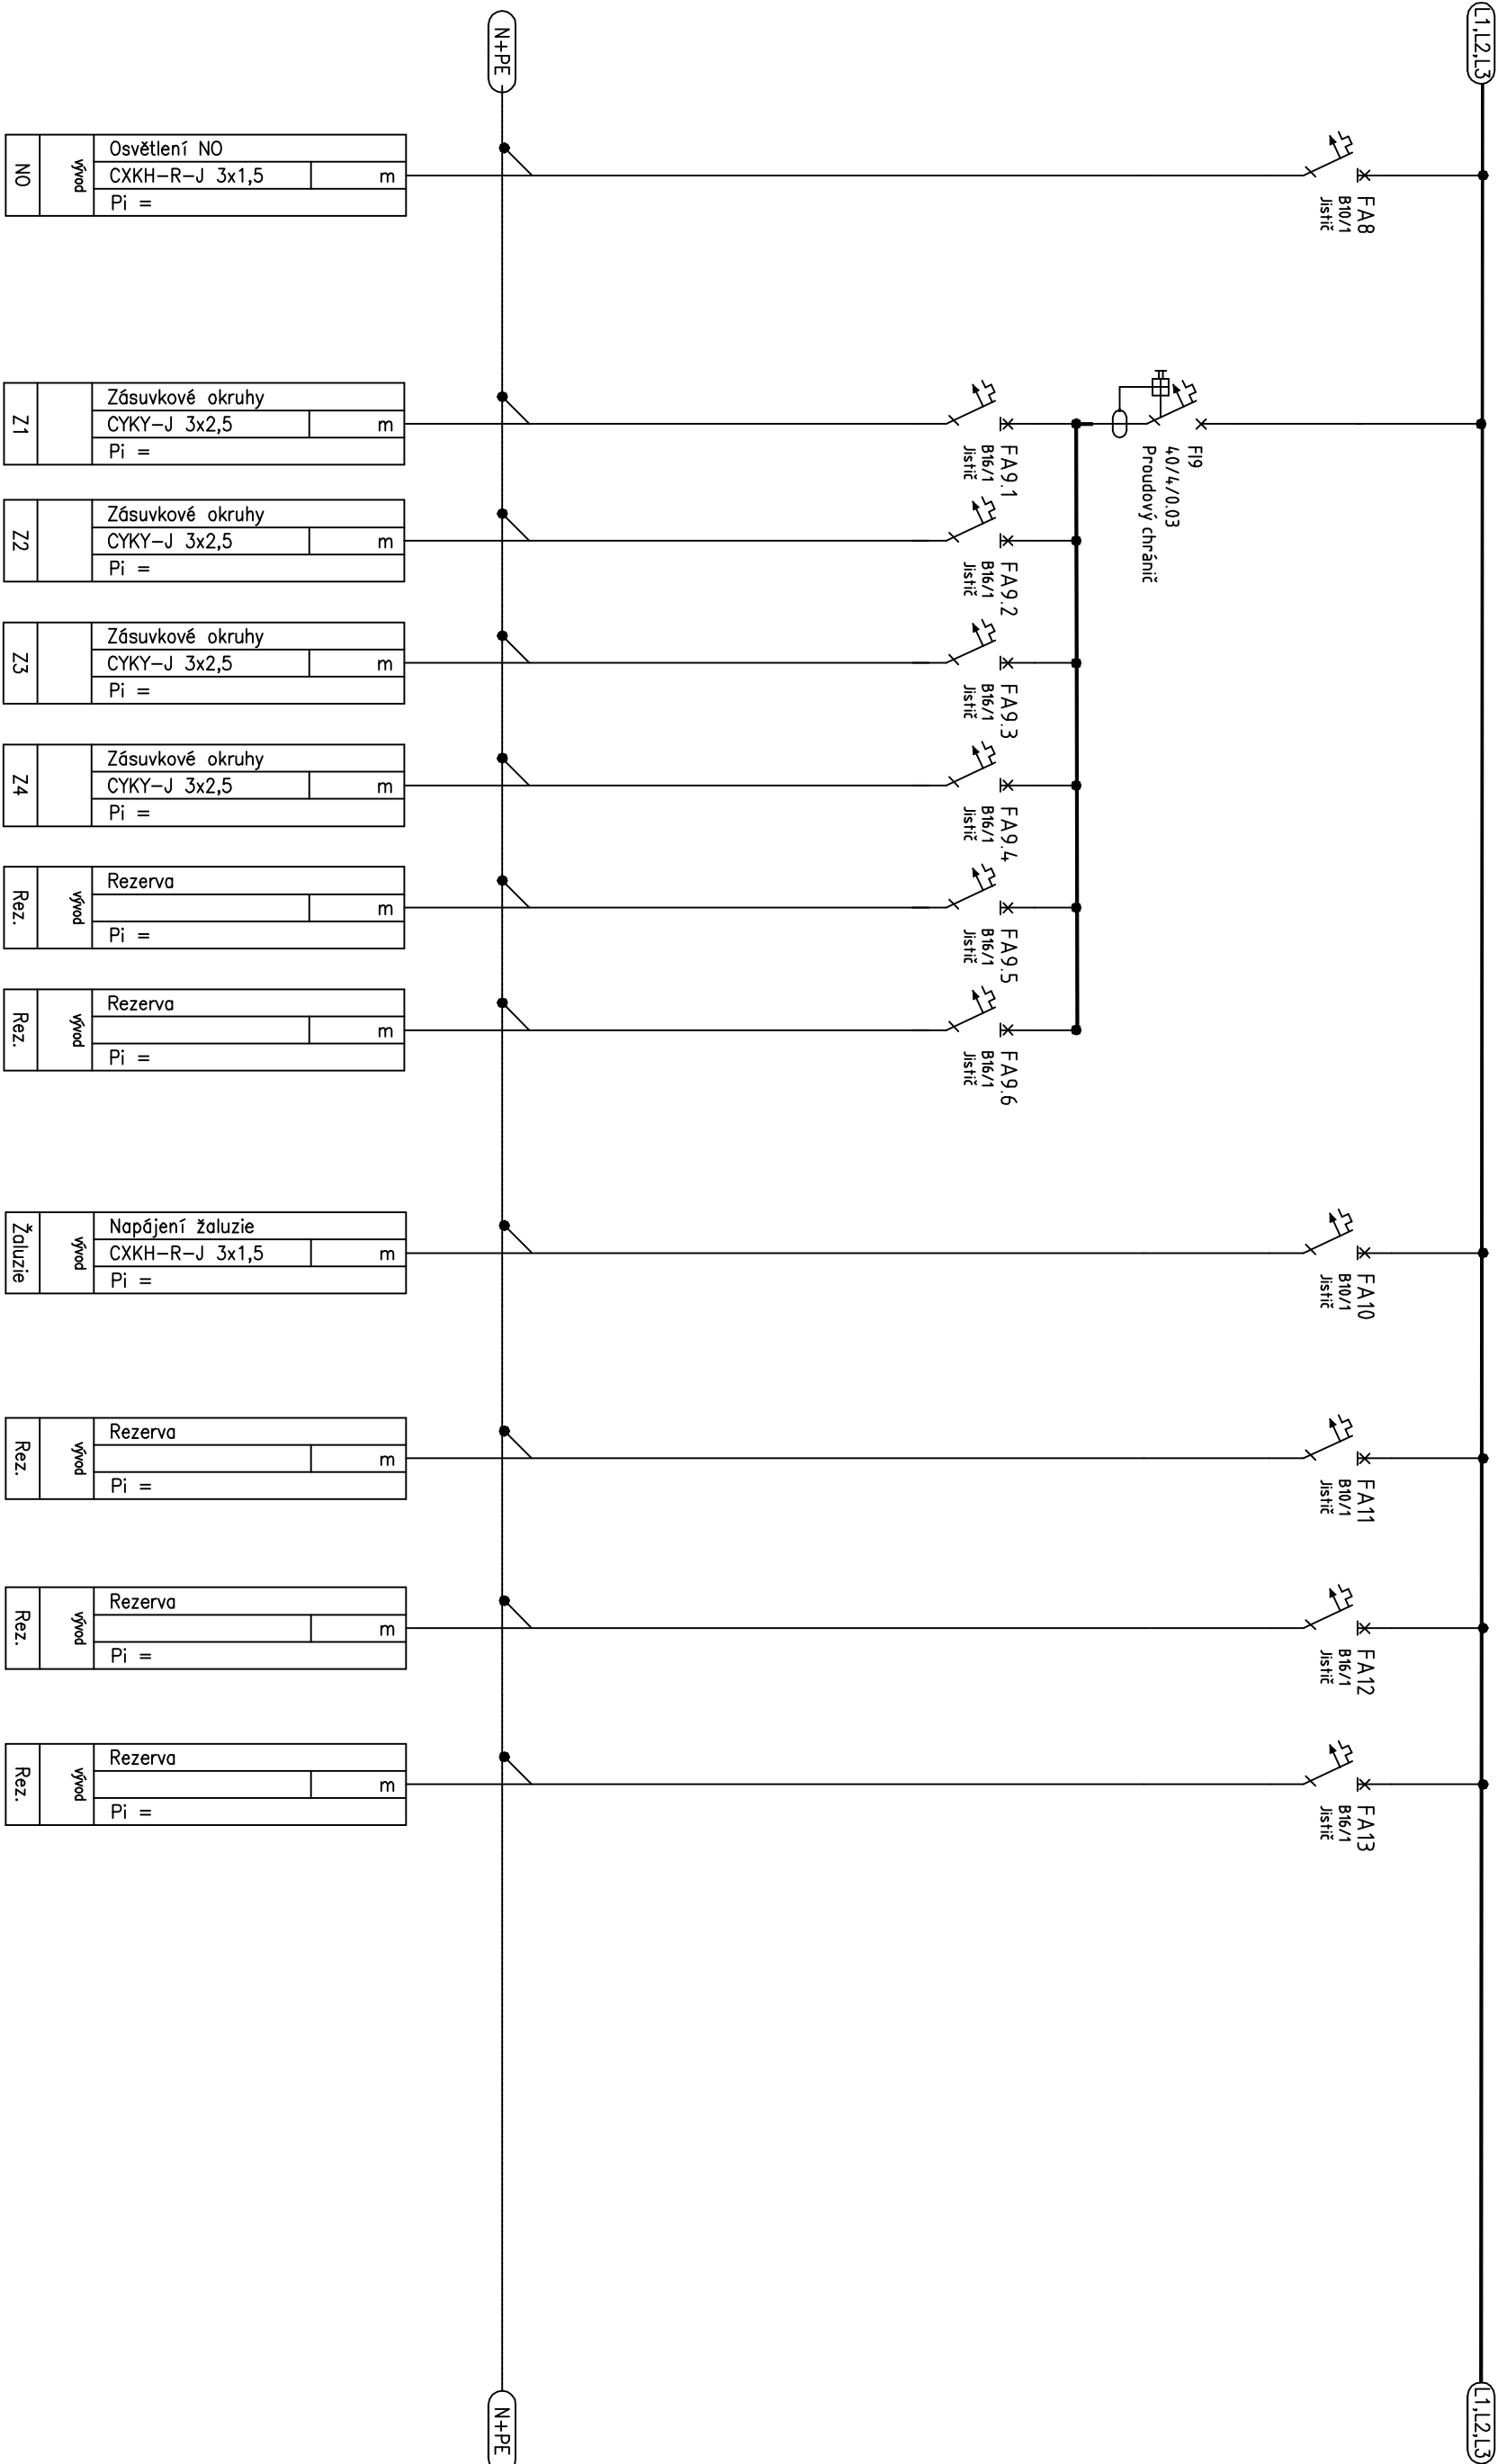 L1,L2,L3
N+PE
FA8
B10/1
Jistič
Osvětlení NO
CXKH-R-J 3x1,5
m
Pi =
vývod
NO
FI9
40/4/0.03
Proudový chránič
FA9.1
B16/1
Jistič
Zásuvkové okruhy
CYKY-J 3x2,5
m
Pi =
Z1
FA9.2
B16/1
Jistič
Zásuvkové okruhy
CYKY-J 3x2,5
m
Pi =
Z2
FA9.3
B16/1
Jistič
Zásuvkové okruhy
CYKY-J 3x2,5
m
Pi =
Z3
FA9.4
B16/1
Jistič
Zásuvkové okruhy
CYKY-J 3x2,5
m
Pi =
Z4
FA9.5
B16/1
Jistič
Rezerva
m
Pi =
vývod
Rez.
FA9.6
B16/1
Jistič
Rezerva
m
Pi =
vývod
Rez.
FA10
B10/1
Jistič
Napájení žaluzie
CXKH-R-J 3x1,5
m
Pi =
vývod
Žaluzie
FA11
B10/1
Jistič
Rezerva
m
Pi =
vývod
Rez.
FA12
B16/1
Jistič
Rezerva
m
Pi =
vývod
Rez.
FA13
B16/1
Jistič
Rezerva
m
Pi =
vývod
Rez.
L1,L2,L3
N+PE